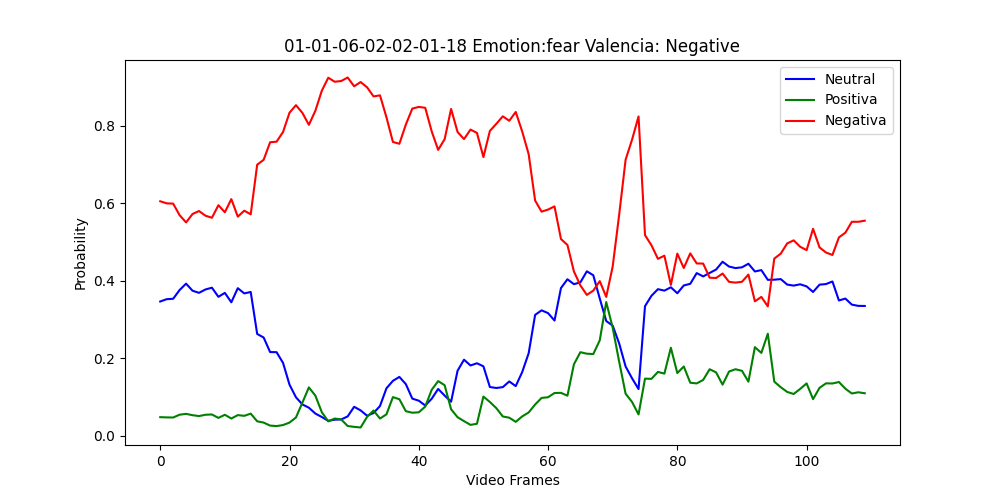 01-01-06-02-02-01-18 Emotion:fear Valencia: Negative
Neutral
Positiva
Negativa
Probability
0.8
0.6
0.4
0.2
0.0
0 20 40 60 80 100
Video Frames